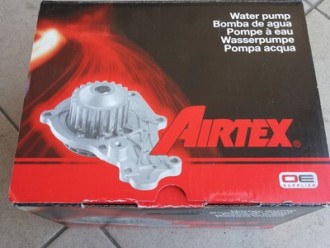 Water pump
Bomba de agua
Pompe à eau
Wasserpumpe
Pompa acqua
AIRTEX®
OE
SUPPLIER